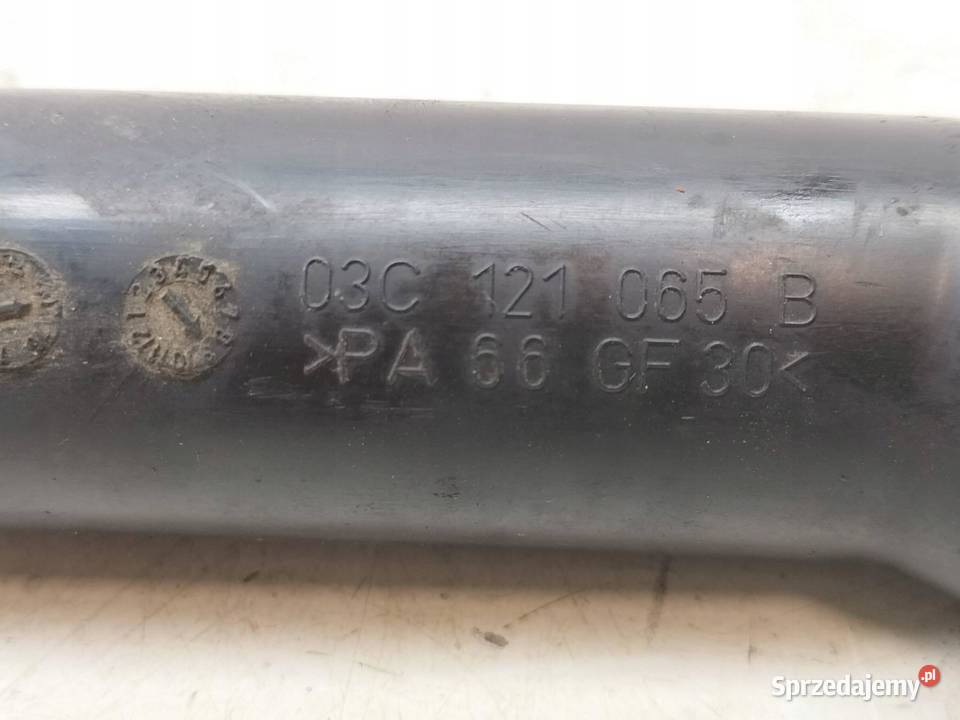 03C 121 065 B
>PA 66 GF 30<
Sprzedajemy.pl